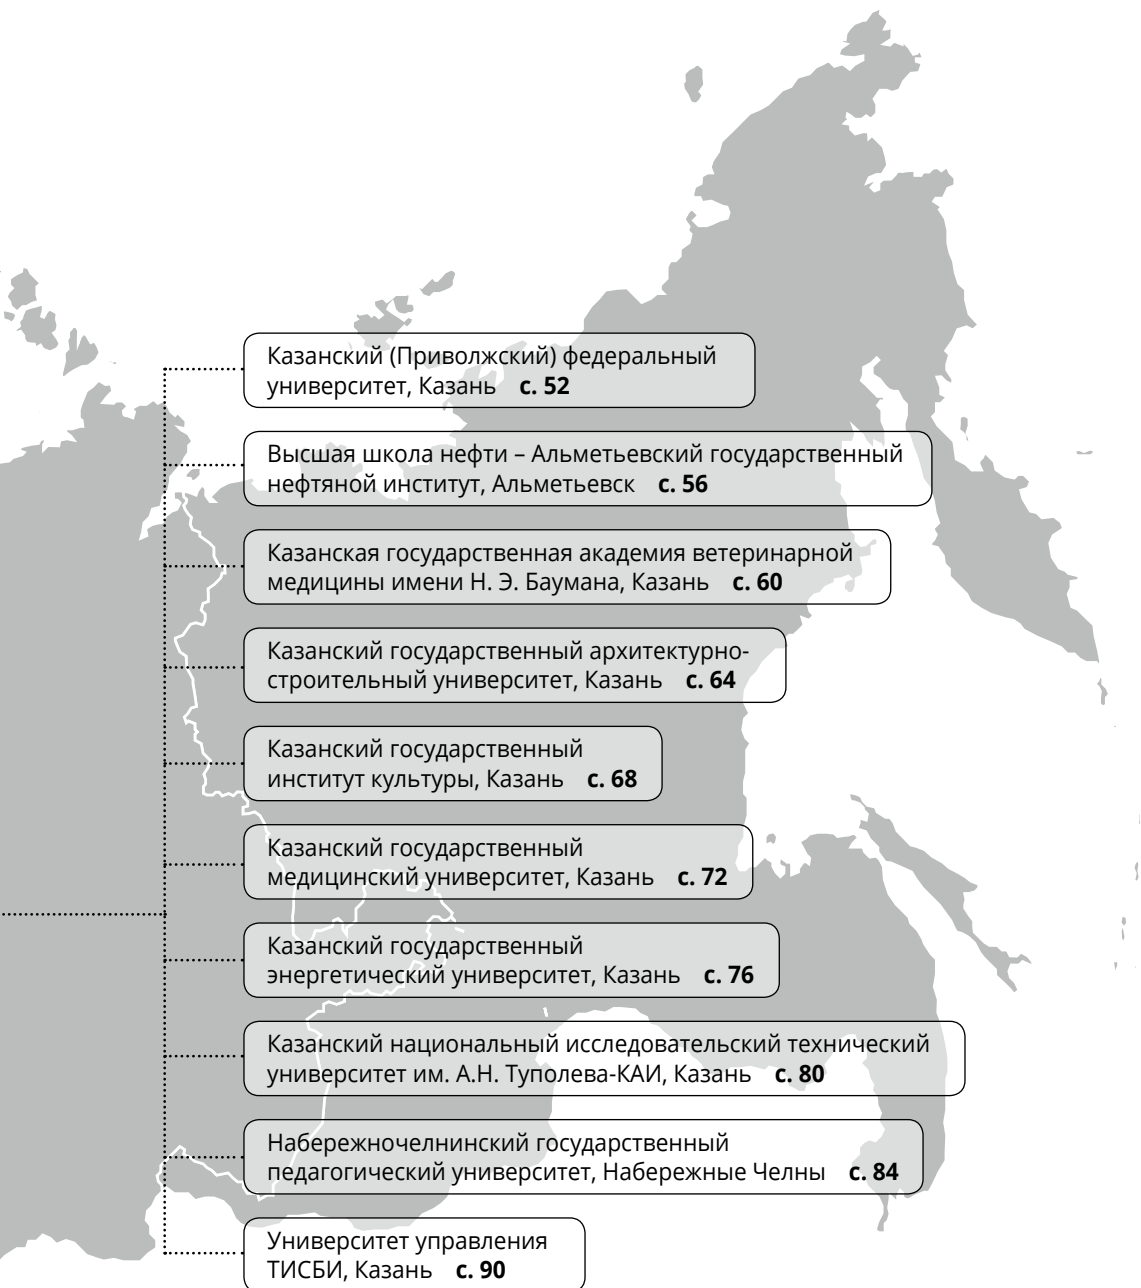 Казанский (Приволжский) федеральный
университет, Казань с. 52
Высшая школа нефти – Альметьевский государственный
нефтяной институт, Альметьевск с. 56
Казанская государственная академия ветеринарной
медицины имени Н. Э. Баумана, Казань с. 60
Казанский государственный архитектурно-
строительный университет, Казань с. 64
Казанский государственный
институт культуры, Казань с. 68
Казанский государственный
медицинский университет, Казань с. 72
Казанский государственный
энергетический университет, Казань с. 76
Казанский национальный исследовательский технический
университет им. А.Н. Туполева-КАИ, Казань с. 80
Набережночелнинский государственный
педагогический университет, Набережные Челны с. 84
Университет управления
ТИСБИ, Казань с. 90